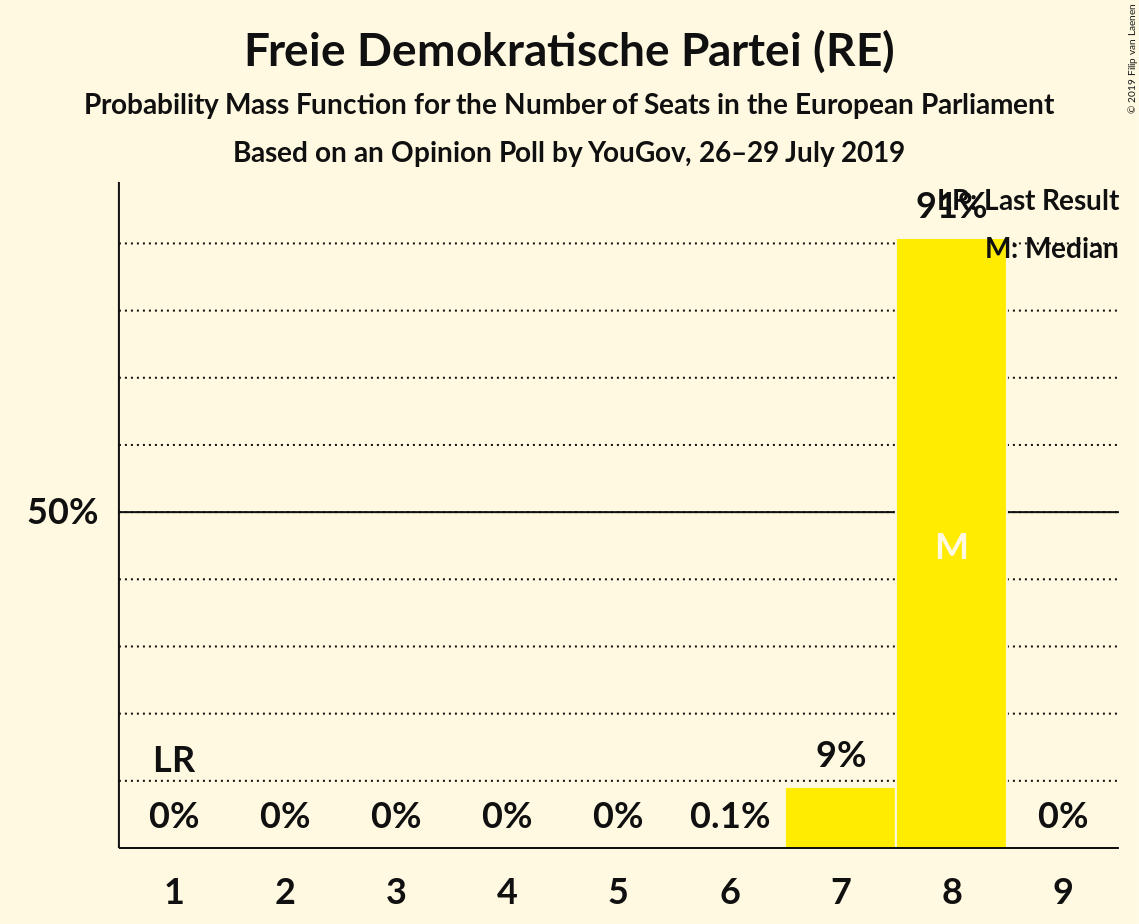 Freie Demokratische Partei (RE)
Probability Mass Function for the Number of Seats in the European Parliament
Based on an Opinion Poll by YouGov, 26–29 July 2019
© 2019 Filip van Laenen
LR: Last Result
M: Median
91%
50%
M
LR
9%
0% 0% 0% 0% 0% 0.1% 0%
1 2 3 4 5 6 7 8 9